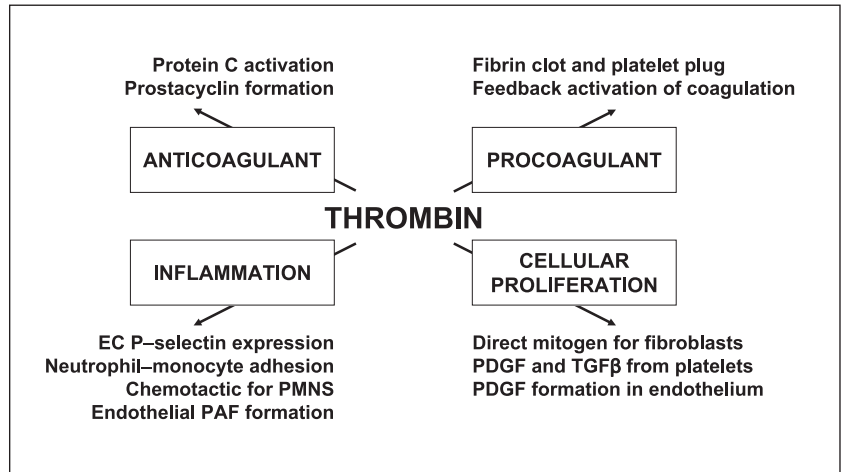 Protein C activation
Prostacyclin formation
Fibrin clot and platelet plug
Feedback activation of coagulation
ANTICOAGULANT
PROCOAGULANT
THROMBIN
INFLAMMATION
CELLULAR
PROLIFERATION
EC P–selectin expression
Neutrophil–monocyte adhesion
Chemotactic for PMNS
Endothelial PAF formation
Direct mitogen for fibroblasts
PDGF and TGFβ from platelets
PDGF formation in endothelium